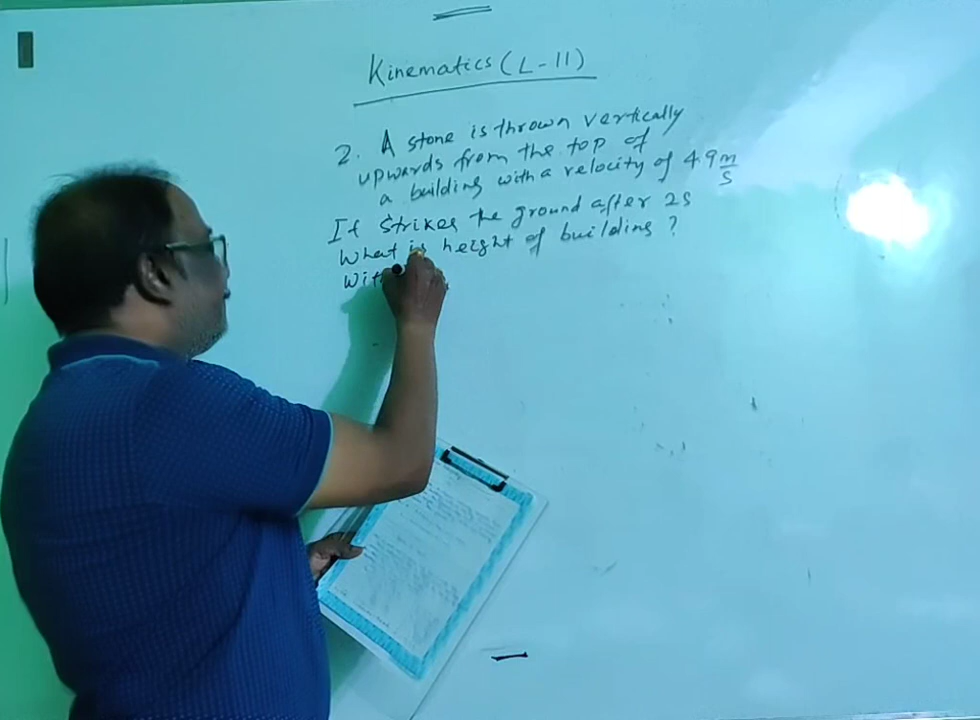 Kinematics (L-11)
2. A stone is thrown vertically
upwards from the top of
a building with a velocity of 4.9 m/s
If strikes the ground after 2s
What is height of building ?
Wit